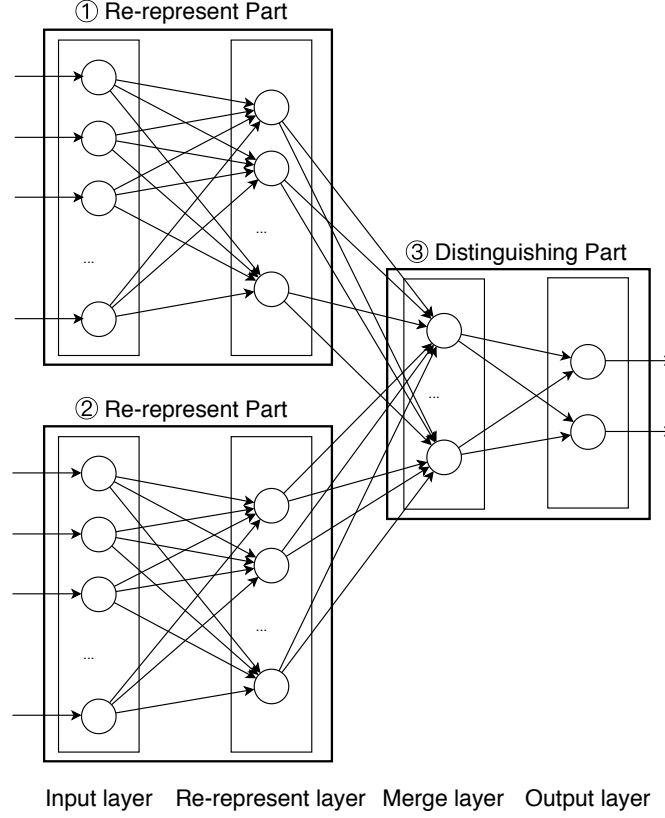 ① Re-represent Part
...
...
③ Distinguishing Part
...
② Re-represent Part
...
...
Input layer Re-represent layer Merge layer Output layer